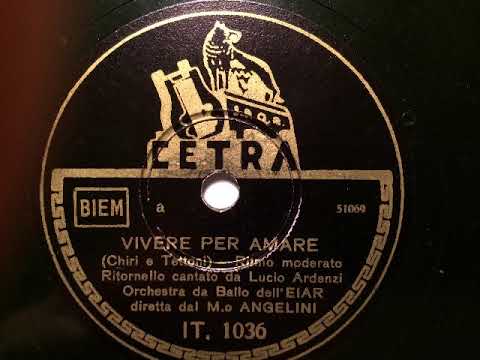 S.P.Q.R.
CETRA
BIEM
a
51069
VIVERE PER AMARE
(Chiri e Tettoni) - Ritmo moderato
Ritornello cantato da Lucio Ardenzi
Orchestra da Ballo dell'EIAR
diretta dal M.o ANGELINI
IT. 1036